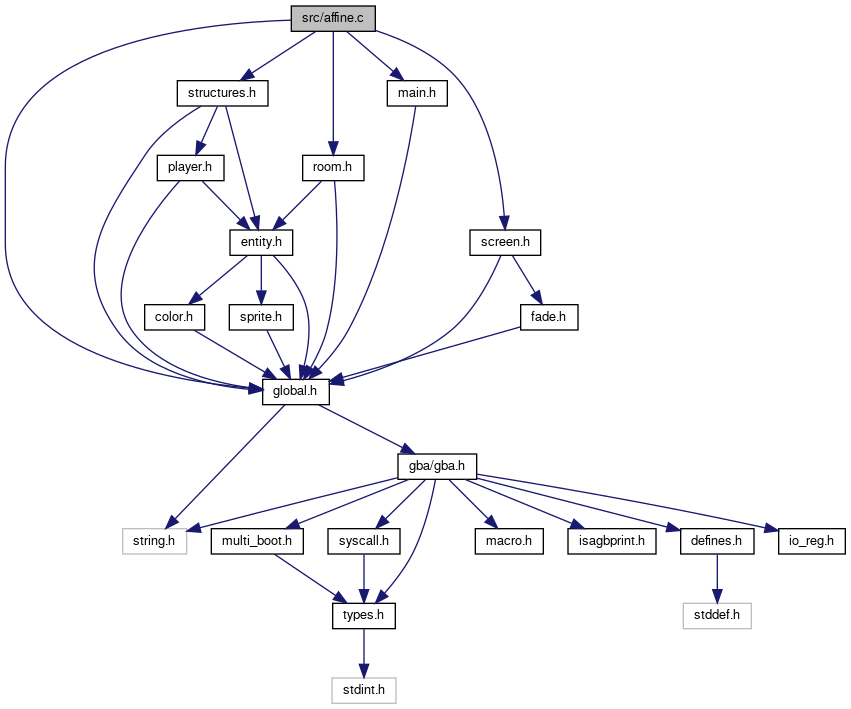 src/affine.c
structures.h
main.h
player.h
room.h
entity.h
screen.h
color.h
sprite.h
fade.h
global.h
gba/gba.h
string.h
multi_boot.h
syscall.h
macro.h
isagbprint.h
defines.h
io_reg.h
types.h
stddef.h
stdint.h